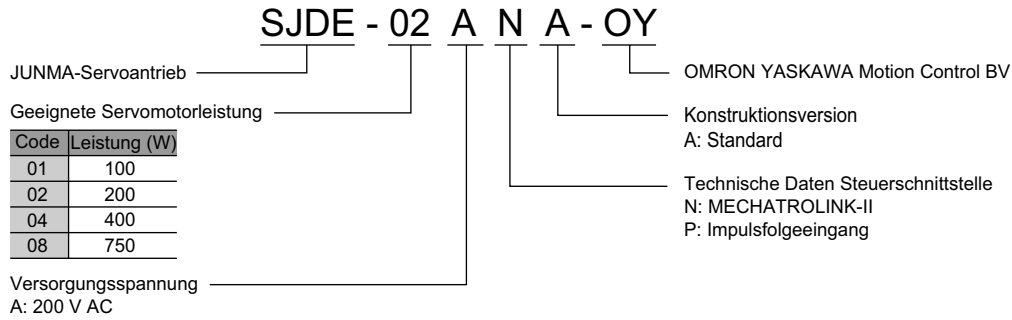 SJDE - 02 A N A - OY
JUNMA-Servoantrieb
OMRON YASKAWA Motion Control BV
Geeignete Servomotorleistung
Code Leistung (W)
01 100
02 200
04 400
08 750
Konstruktionsversion
A: Standard
Technische Daten Steuerschnittstelle
N: MECHATROLINK-II
P: Impulsfolgeeingang
Versorgungsspannung
A: 200 V AC